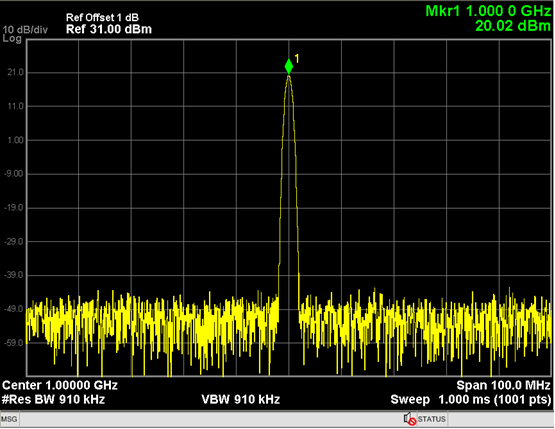 Mkr1 1.000 0 GHz
20.02 dBm
Ref Offset 1 dB
10 dB/div Ref 31.00 dBm
Log
1
21.0
11.0
1.00
-9.00
-19.0
-29.0
-39.0
-49.0
-59.0
Center 1.00000 GHz Span 100.0 MHz
#Res BW 910 kHz VBW 910 kHz Sweep 1.000 ms (1001 pts)
MSG STATUS